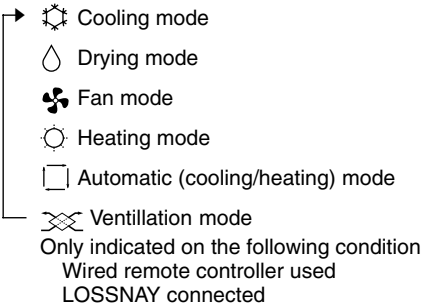 Cooling mode
Drying mode
Fan mode
Heating mode
Automatic (cooling/heating) mode
Ventillation mode
Only indicated on the following condition
Wired remote controller used
LOSSNAY connected